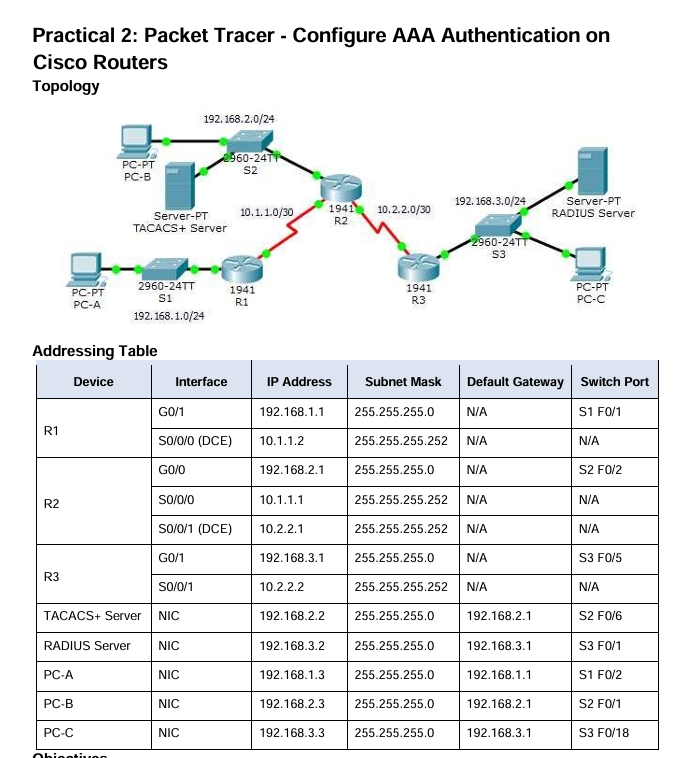 Practical 2: Packet Tracer - Configure AAA Authentication on
Cisco Routers
Topology
192.168.2.0/24
PC-PT
PC-B
2960-24TT
S2
Server-PT
TACACS+ Server
10.1.1.0/30
1941
R2
10.2.2.0/30
192.168.3.0/24
Server-PT
RADIUS Server
2960-24TT
S3
PC-PT
PC-A
2960-24TT
S1
1941
R1
1941
R3
PC-PT
PC-C
192.168.1.0/24
Addressing Table
Device Interface IP Address Subnet Mask Default Gateway Switch Port
R1 G0/1 192.168.1.1 255.255.255.0 N/A S1 F0/1
S0/0/0 (DCE) 10.1.1.2 255.255.255.252 N/A N/A
R2 G0/0 192.168.2.1 255.255.255.0 N/A S2 F0/2
S0/0/0 10.1.1.1 255.255.255.252 N/A N/A
S0/0/1 (DCE) 10.2.2.1 255.255.255.252 N/A N/A
R3 G0/1 192.168.3.1 255.255.255.0 N/A S3 F0/5
S0/0/1 10.2.2.2 255.255.255.252 N/A N/A
TACACS+ Server NIC 192.168.2.2 255.255.255.0 192.168.2.1 S2 F0/6
RADIUS Server NIC 192.168.3.2 255.255.255.0 192.168.3.1 S3 F0/1
PC-A NIC 192.168.1.3 255.255.255.0 192.168.1.1 S1 F0/2
PC-B NIC 192.168.2.3 255.255.255.0 192.168.2.1 S2 F0/1
PC-C NIC 192.168.3.3 255.255.255.0 192.168.3.1 S3 F0/18
Objectives